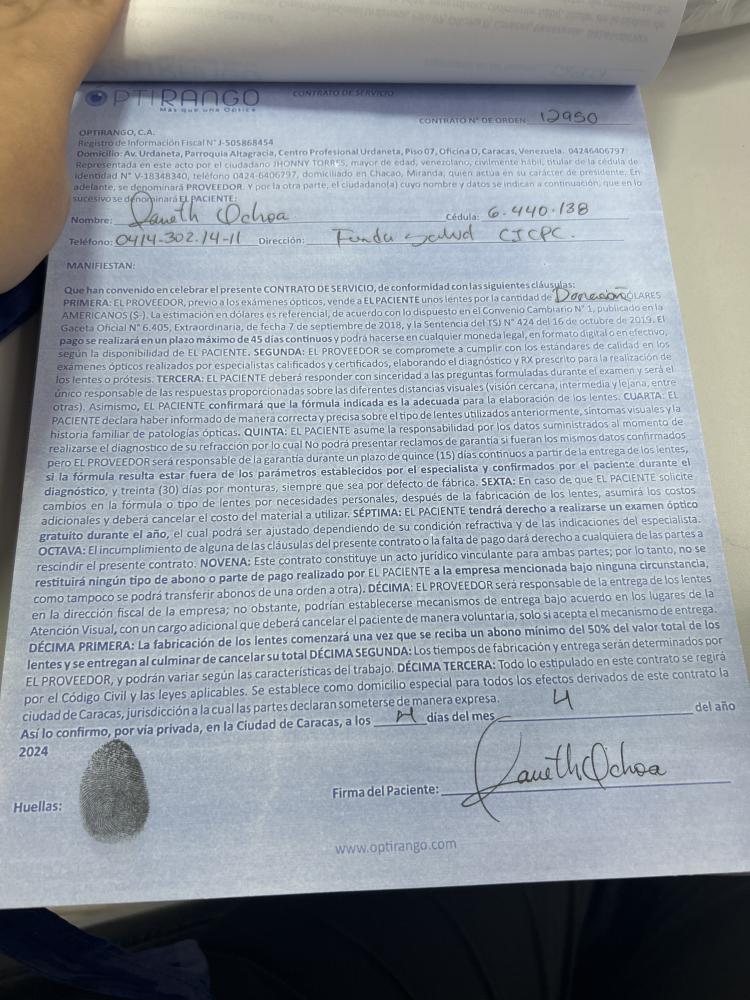 OPTIRANGO
Más que una Óptica
CONTRATO DE SERVICIO
CONTRATO N° DE ORDEN: 12950
OPTIRANGO, C.A.
Registro de Información Fiscal N° J-505868454
Domicilio: Av. Urdaneta, Parroquia Altagracia, Centro Profesional Urdaneta, Piso 07, Oficina D, Caracas, Venezuela. 04246406797
Representada en este acto por el ciudadano JHONNY TORRES, mayor de edad, venezolano, civilmente hábil, titular de la cédula de
identidad N° V-18348340, teléfono 0424-6406797, domiciliado en Chacao, Miranda, quien actúa en su carácter de presidente. En
adelante, se denominará PROVEEDOR. Y por la otra parte, el ciudadano(a) cuyo nombre y datos se indican a continuación, que en lo
sucesivo se denominará EL PACIENTE:
Nombre: Janeth Ochoa Cédula: 6.440.138
Teléfono: 0414-302.14-11 Dirección: Funda Salud CICPC.
MANIFIESTAN:
Que han convenido en celebrar el presente CONTRATO DE SERVICIO, de conformidad con las siguientes cláusulas:
PRIMERA: EL PROVEEDOR, previo a los exámenes ópticos, vende a EL PACIENTE unos lentes por la cantidad de Donación DÓLARES
AMERICANOS ($-). La estimación en dólares es referencial, de acuerdo con lo dispuesto en el Convenio Cambiario N° 1, publicado en la
Gaceta Oficial N° 6.405, Extraordinaria, de fecha 7 de septiembre de 2018, y la Sentencia del TSJ N° 424 del 16 de octubre de 2019. El
pago se realizará en un plazo máximo de 45 días continuos y podrá hacerse en cualquier moneda legal, en formato digital o en efectivo,
según la disponibilidad de EL PACIENTE. SEGUNDA: EL PROVEEDOR se compromete a cumplir con los estándares de calidad en los
exámenes ópticos realizados por especialistas calificados y certificados, elaborando el diagnóstico y RX prescrito para la realización de
los lentes o prótesis. TERCERA: EL PACIENTE deberá responder con sinceridad a las preguntas formuladas durante el examen y será el
único responsable de las respuestas proporcionadas sobre las diferentes distancias visuales (visión cercana, intermedia y lejana, entre
otras). Asimismo, EL PACIENTE confirmará que la fórmula indicada es la adecuada para la elaboración de los lentes. CUARTA: EL
PACIENTE declara haber informado de manera correcta y precisa sobre el tipo de lentes utilizados anteriormente, síntomas visuales y la
historia familiar de patologías ópticas. QUINTA: EL PACIENTE asume la responsabilidad por los datos suministrados al momento de
realizarse el diagnostico de su refracción por lo cual No podrá presentar reclamos de garantía si fueran los mismos datos confirmados
pero EL PROVEEDOR será responsable de la garantía durante un plazo de quince (15) días continuos a partir de la entrega de los lentes,
si la fórmula resulta estar fuera de los parámetros establecidos por el especialista y confirmados por el paciente durante el
diagnóstico, y treinta (30) días por monturas, siempre que sea por defecto de fábrica. SEXTA: En caso de que EL PACIENTE solicite
cambios en la fórmula o tipo de lentes por necesidades personales, después de la fabricación de los lentes, asumirá los costos
adicionales y deberá cancelar el costo del material a utilizar. SÉPTIMA: EL PACIENTE tendrá derecho a realizarse un examen óptico
gratuito durante el año, el cual podrá ser ajustado dependiendo de su condición refractiva y de las indicaciones del especialista.
OCTAVA: El incumplimiento de alguna de las cláusulas del presente contrato o la falta de pago dará derecho a cualquiera de las partes a
rescindir el presente contrato. NOVENA: Este contrato constituye un acto jurídico vinculante para ambas partes; por lo tanto, no se
restituirá ningún tipo de abono o parte de pago realizado por EL PACIENTE a la empresa mencionada bajo ninguna circunstancia,
como tampoco se podrá transferir abonos de una orden a otra). DÉCIMA: EL PROVEEDOR será responsable de la entrega de los lentes
en la dirección fiscal de la empresa; no obstante, podrían establecerse mecanismos de entrega bajo acuerdo en los lugares de la
Atención Visual, con un cargo adicional que deberá cancelar el paciente de manera voluntaria, solo si acepta el mecanismo de entrega.
DÉCIMA PRIMERA: La fabricación de los lentes comenzará una vez que se reciba un abono mínimo del 50% del valor total de los
lentes y se entregan al culminar de cancelar su total DÉCIMA SEGUNDA: Los tiempos de fabricación y entrega serán determinados por
EL PROVEEDOR, y podrán variar según las características del trabajo. DÉCIMA TERCERA: Todo lo estipulado en este contrato se regirá
por el Código Civil y las leyes aplicables. Se establece como domicilio especial para todos los efectos derivados de este contrato la
ciudad de Caracas, jurisdicción a la cual las partes declaran someterse de manera expresa.
Así lo confirmo, por vía privada, en la Ciudad de Caracas, a los días del mes 4 del año
2024
Huellas:
Firma del Paciente: Janeth Ochoa
www.optirango.com